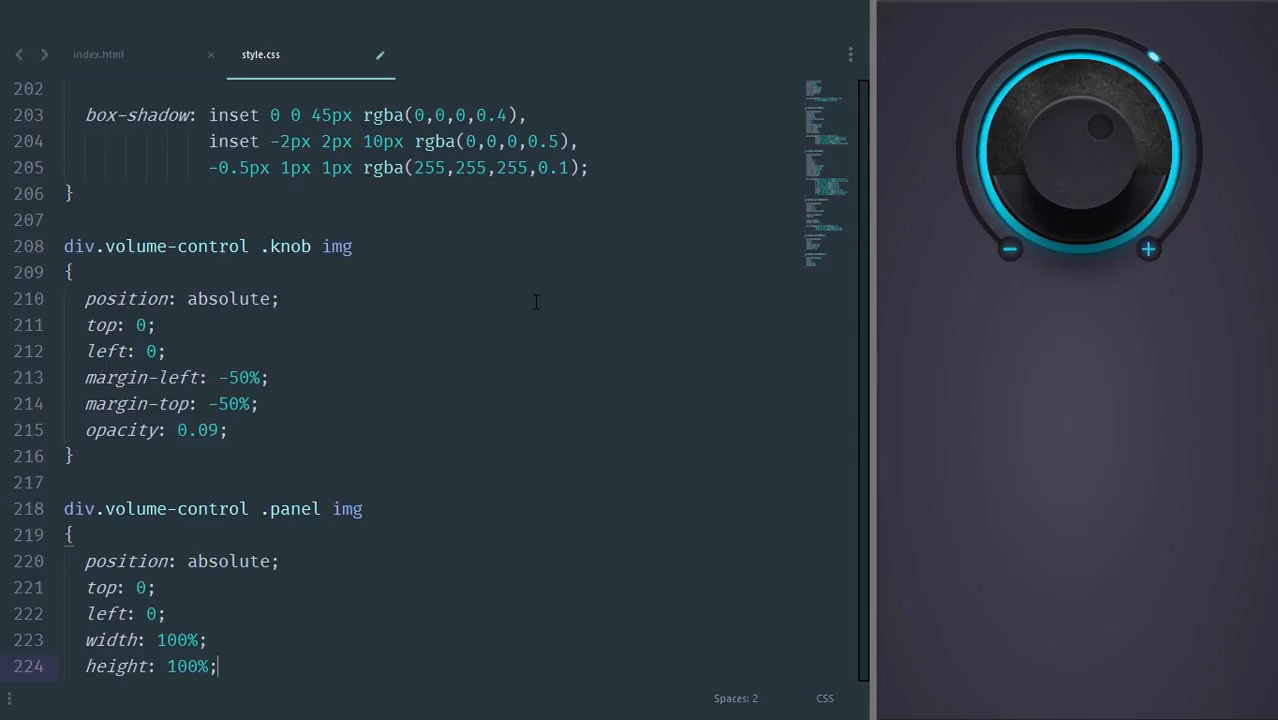 index.html
style.css
202
203 box-shadow: inset 0 0 45px rgba(0,0,0,0.4),
204 inset -2px 2px 10px rgba(0,0,0,0.5),
205 -0.5px 1px 1px rgba(255,255,255,0.1);
206 }
207
208 div.volume-control .knob img
209 {
210 position: absolute;
211 top: 0;
212 left: 0;
213 margin-left: -50%;
214 margin-top: -50%;
215 opacity: 0.09;
216 }
217
218 div.volume-control .panel img
219 {
220 position: absolute;
221 top: 0;
222 left: 0;
223 width: 100%;
224 height: 100%;
Spaces: 2
CSS